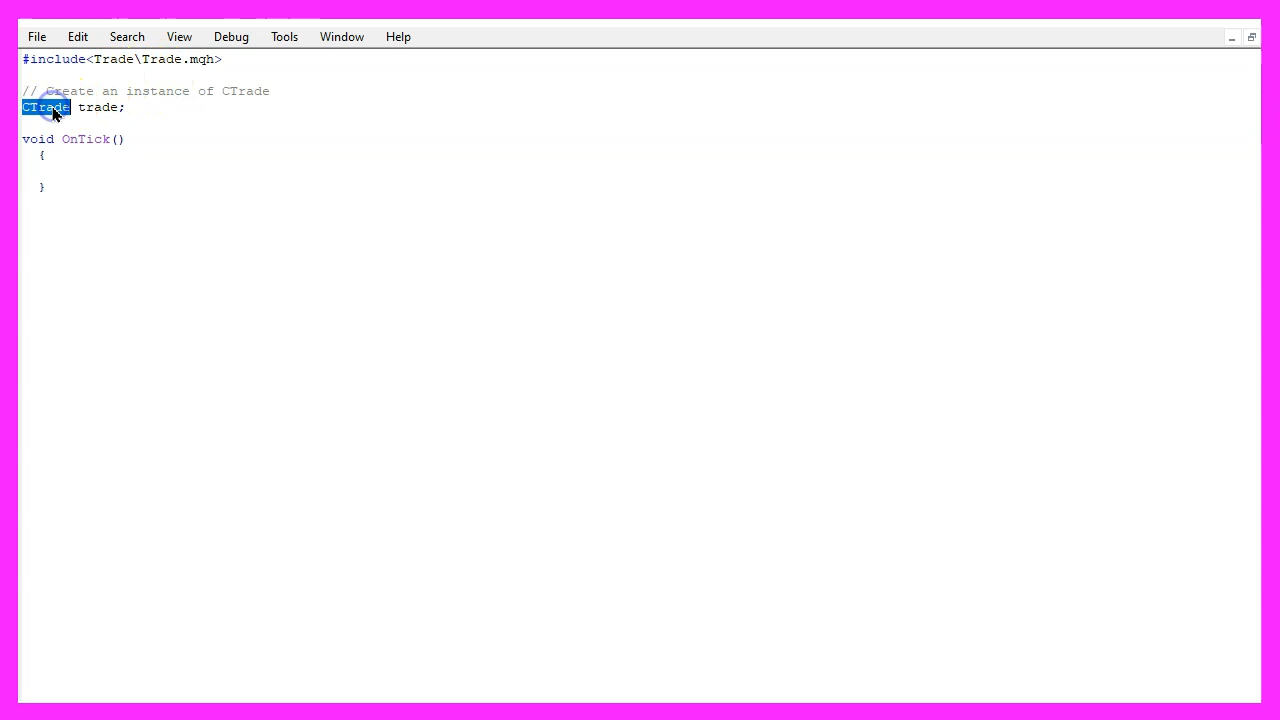 File Edit Search View Debug Tools Window Help
#include<Trade\Trade.mqh>
// Create an instance of CTrade
CTrade trade;
void OnTick()
{
}